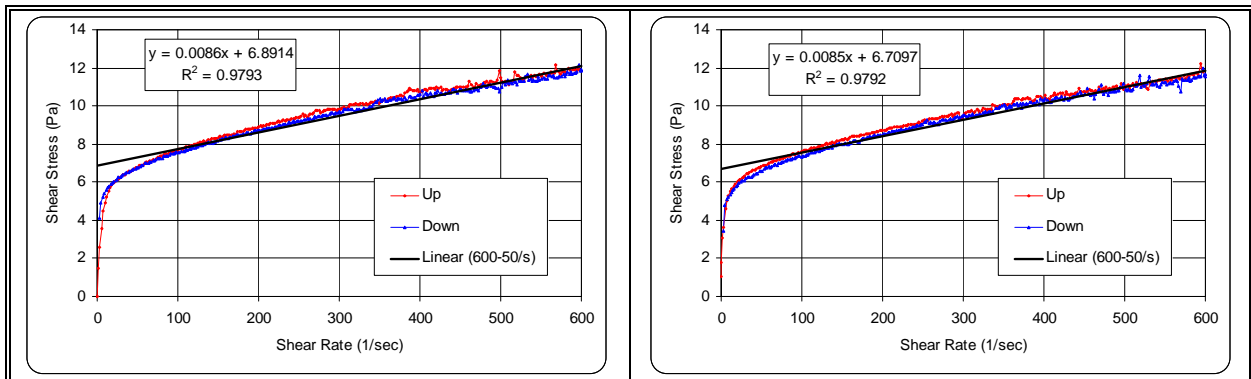 14
12
10
8
6
4
2
0
Shear Stress (Pa)
y = 0.0086x + 6.8914
R² = 0.9793
Up
Down
Linear (600-50/s)
0 100 200 300 400 500 600
Shear Rate (1/sec)
14
12
10
8
6
4
2
0
Shear Stress (Pa)
y = 0.0085x + 6.7097
R² = 0.9792
Up
Down
Linear (600-50/s)
0 100 200 300 400 500 600
Shear Rate (1/sec)